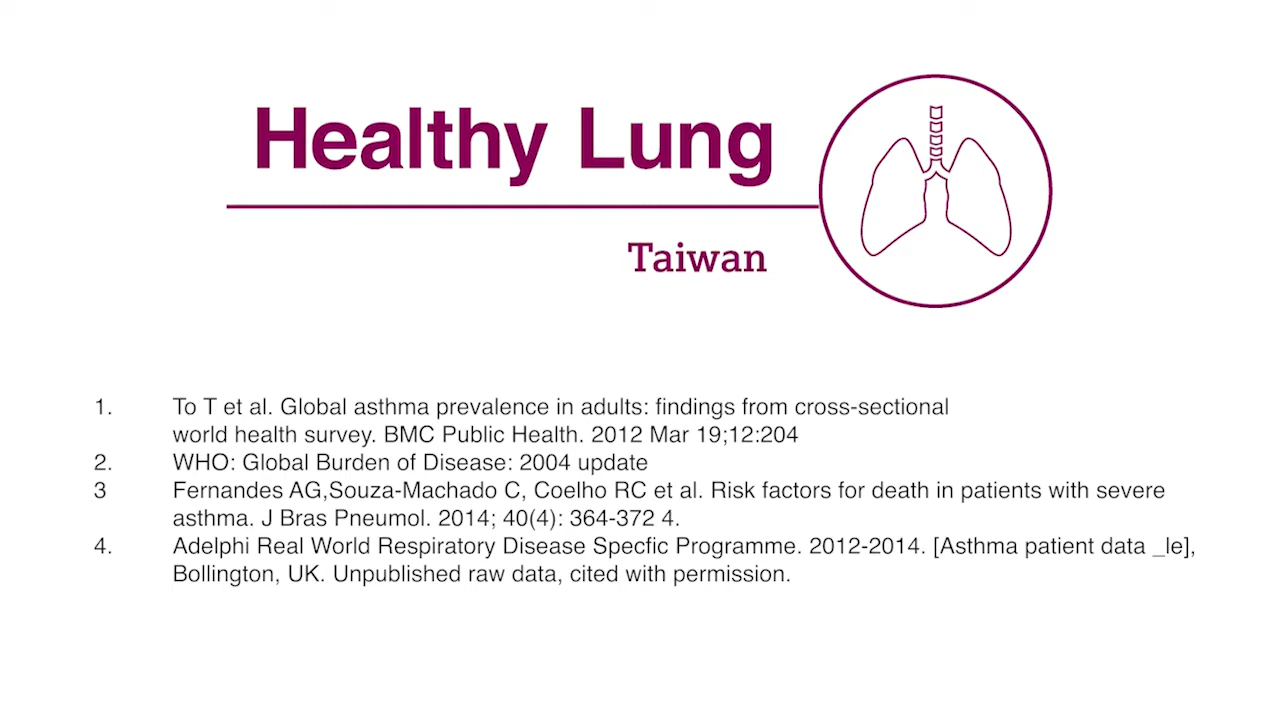 Healthy Lung
Taiwan
1. To T et al. Global asthma prevalence in adults: findings from cross-sectional
world health survey. BMC Public Health. 2012 Mar 19;12:204
2. WHO: Global Burden of Disease: 2004 update
3 Fernandes AG,Souza-Machado C, Coelho RC et al. Risk factors for death in patients with severe
asthma. J Bras Pneumol. 2014; 40(4): 364-372 4.
4. Adelphi Real World Respiratory Disease Specfic Programme. 2012-2014. [Asthma patient data _le],
Bollington, UK. Unpublished raw data, cited with permission.